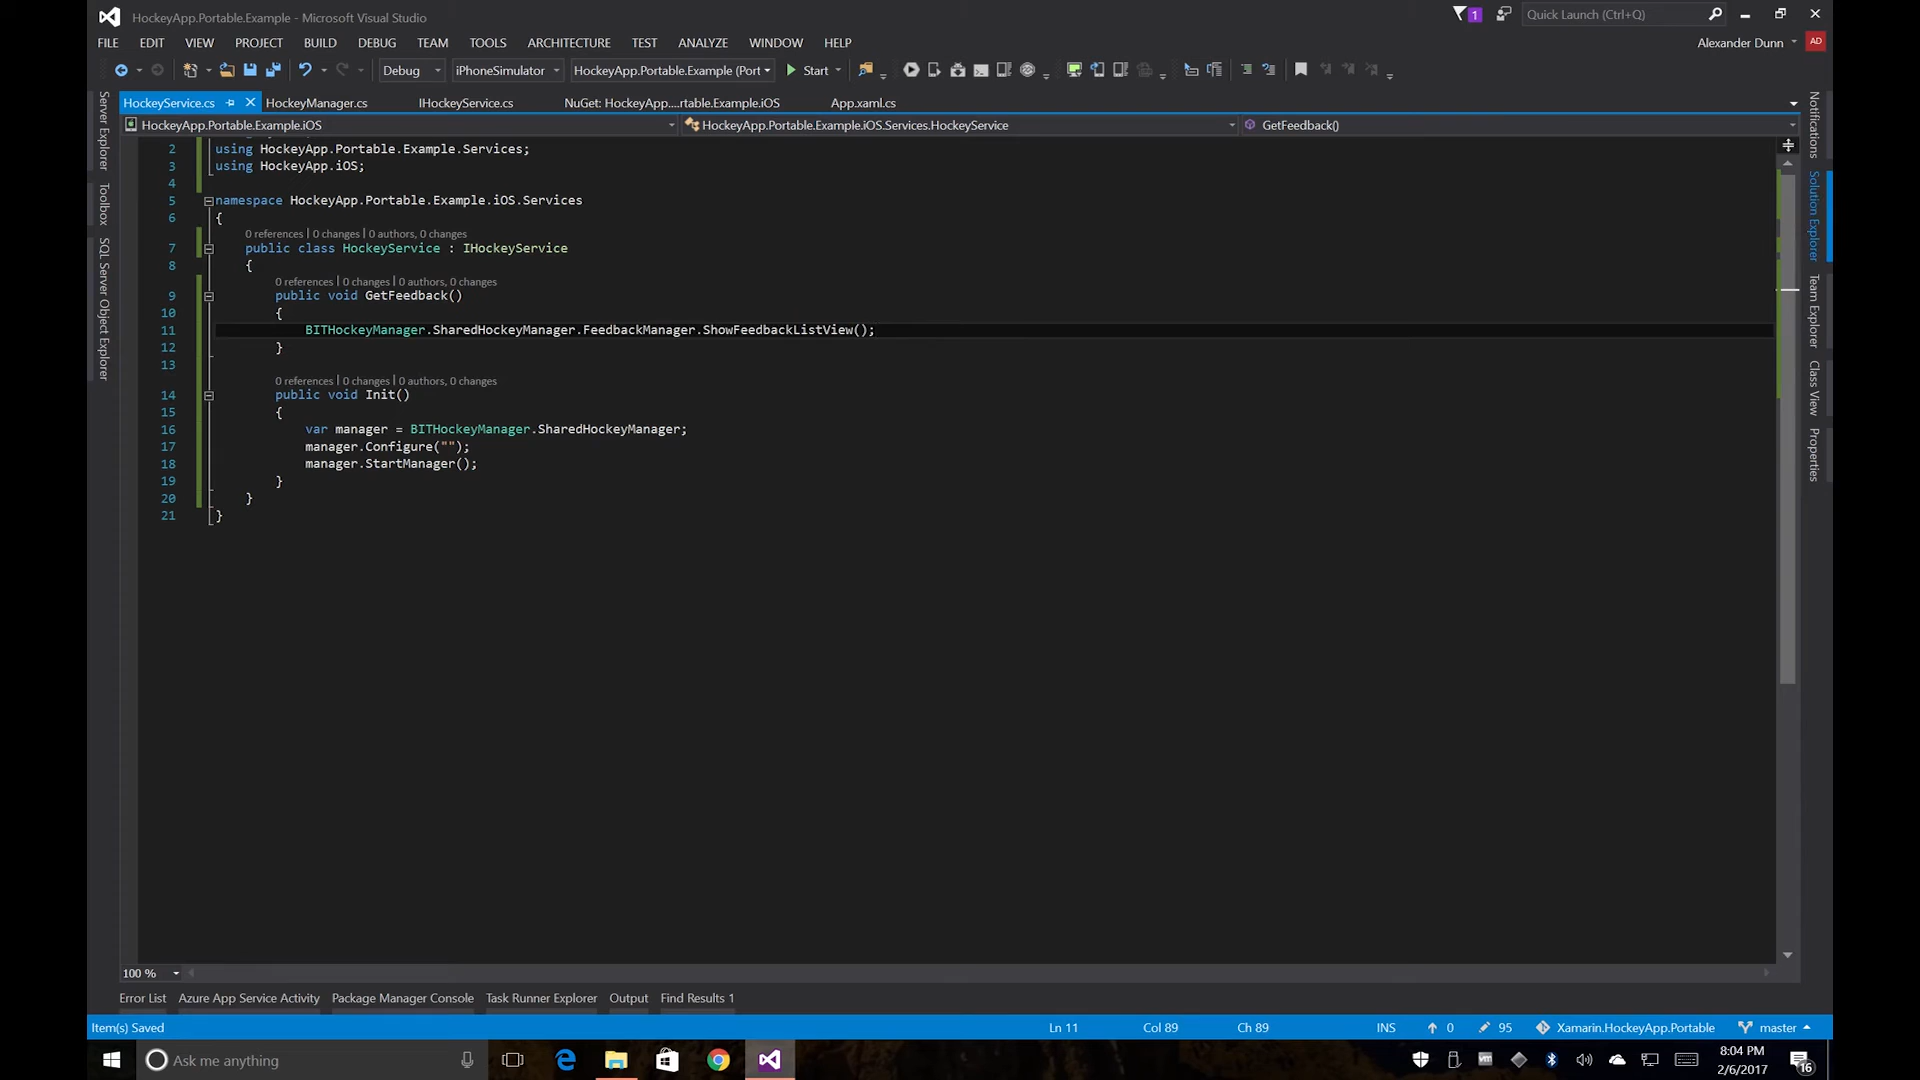 HockeyApp.Portable.Example - Microsoft Visual Studio
1
Quick Launch (Ctrl+Q)
FILE EDIT VIEW PROJECT BUILD DEBUG TEAM TOOLS ARCHITECTURE TEST ANALYZE WINDOW HELP
Alexander Dunn AD
Debug iPhoneSimulator HockeyApp.Portable.Example (Port Start
HockeyService.cs HockeyManager.cs IHockeyService.cs NuGet: HockeyApp....rtable.Example.iOS App.xaml.cs
HockeyApp.Portable.Example.iOS HockeyApp.Portable.Example.iOS.Services.HockeyService GetFeedback()
Server Explorer
Toolbox
SQL Server Object Explorer
2 using HockeyApp.Portable.Example.Services;
3 using HockeyApp.iOS;
4
5 namespace HockeyApp.Portable.Example.iOS.Services
6 {
0 references | 0 changes | 0 authors, 0 changes
7 public class HockeyService : IHockeyService
8 {
0 references | 0 changes | 0 authors, 0 changes
9 public void GetFeedback()
10 {
11 BITHockeyManager.SharedHockeyManager.FeedbackManager.ShowFeedbackListView();
12 }
13
0 references | 0 changes | 0 authors, 0 changes
14 public void Init()
15 {
16 var manager = BITHockeyManager.SharedHockeyManager;
17 manager.Configure("");
18 manager.StartManager();
19 }
20 }
21 }
Notifications
Solution Explorer
Team Explorer
Class View
Properties
100 %
Error List Azure App Service Activity Package Manager Console Task Runner Explorer Output Find Results 1
Item(s) Saved Ln 11 Col 89 Ch 89 INS 0 95 Xamarin.HockeyApp.Portable master
Ask me anything
8:04 PM
2/6/2017
16